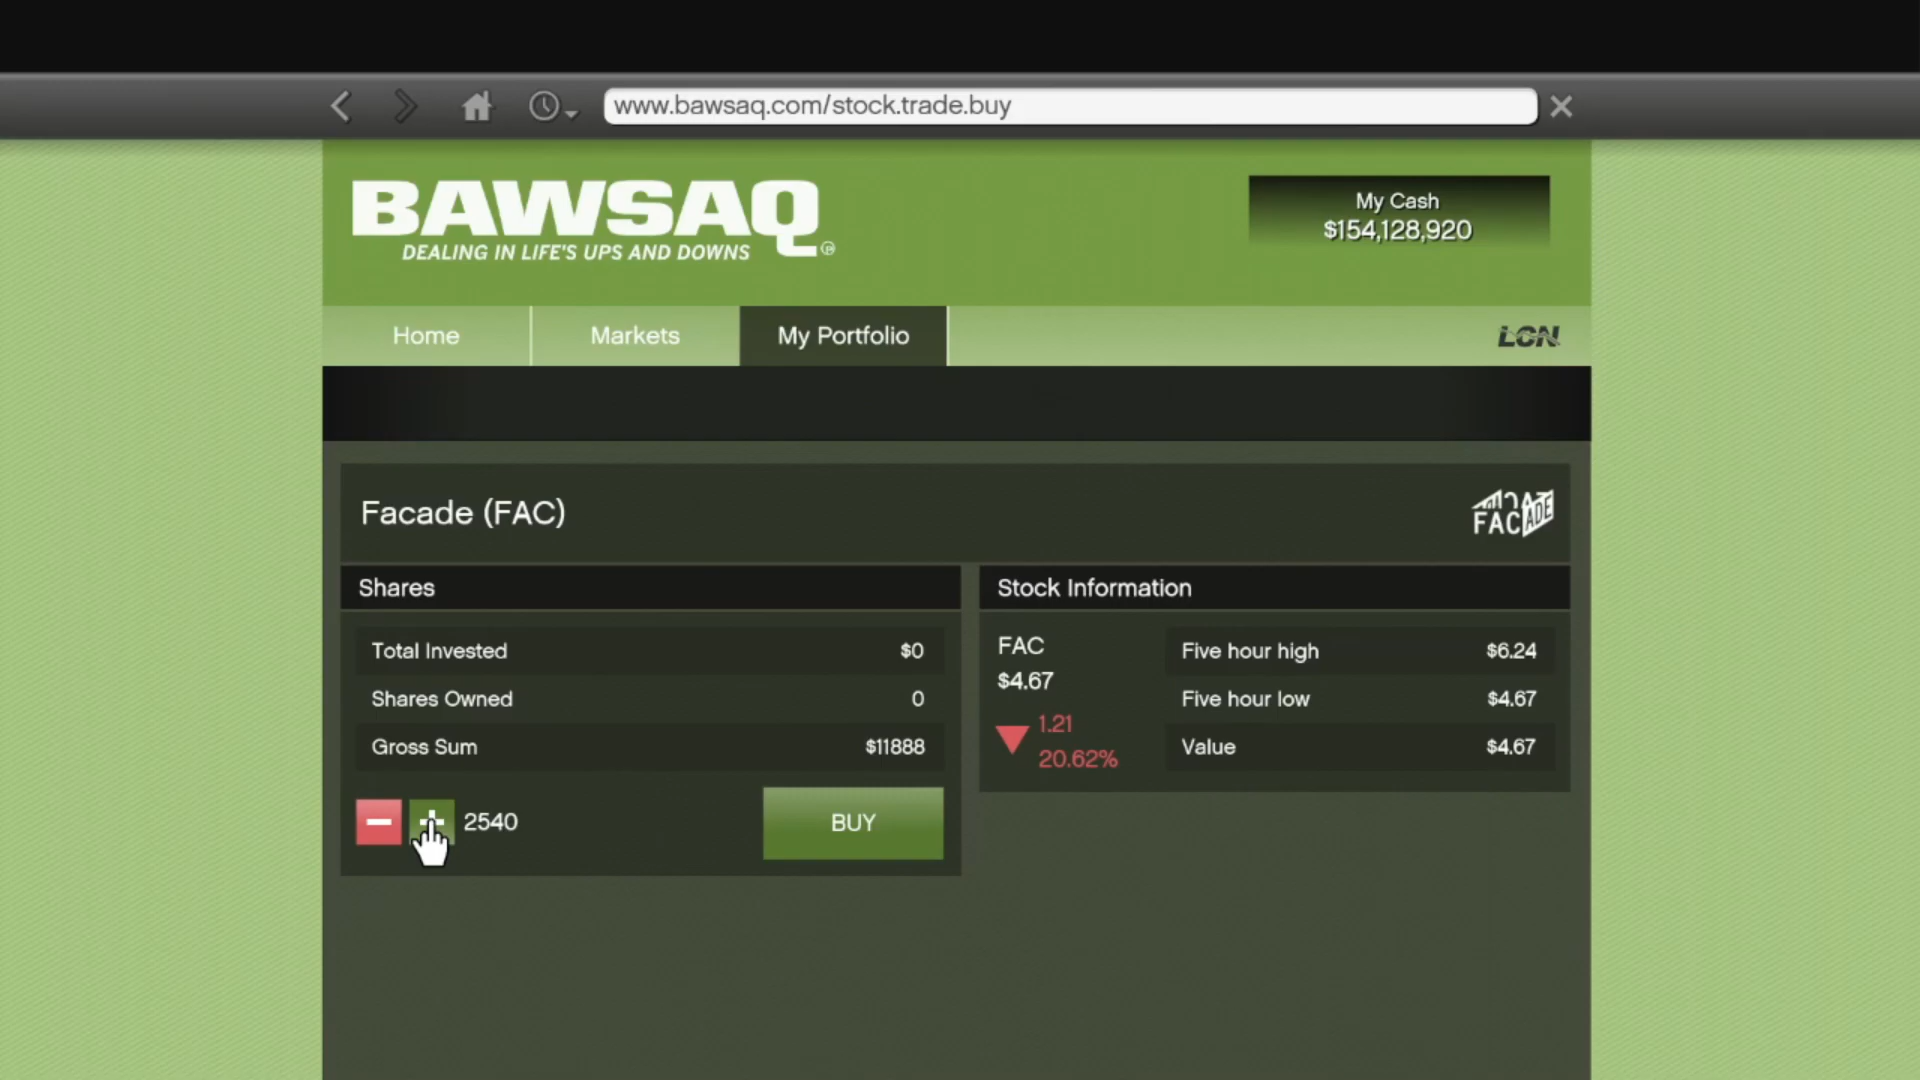 www.bawsaq.com/stock.trade.buy
BAWSAQ
DEALING IN LIFE'S UPS AND DOWNS
My Cash
$154,128,920
Home
Markets
My Portfolio
LCN
Facade (FAC)
FACADE
Shares
Total Invested $0
Shares Owned 0
Gross Sum $11888
2540
BUY
Stock Information
FAC
$4.67
1.21
20.62%
Five hour high $6.24
Five hour low $4.67
Value $4.67